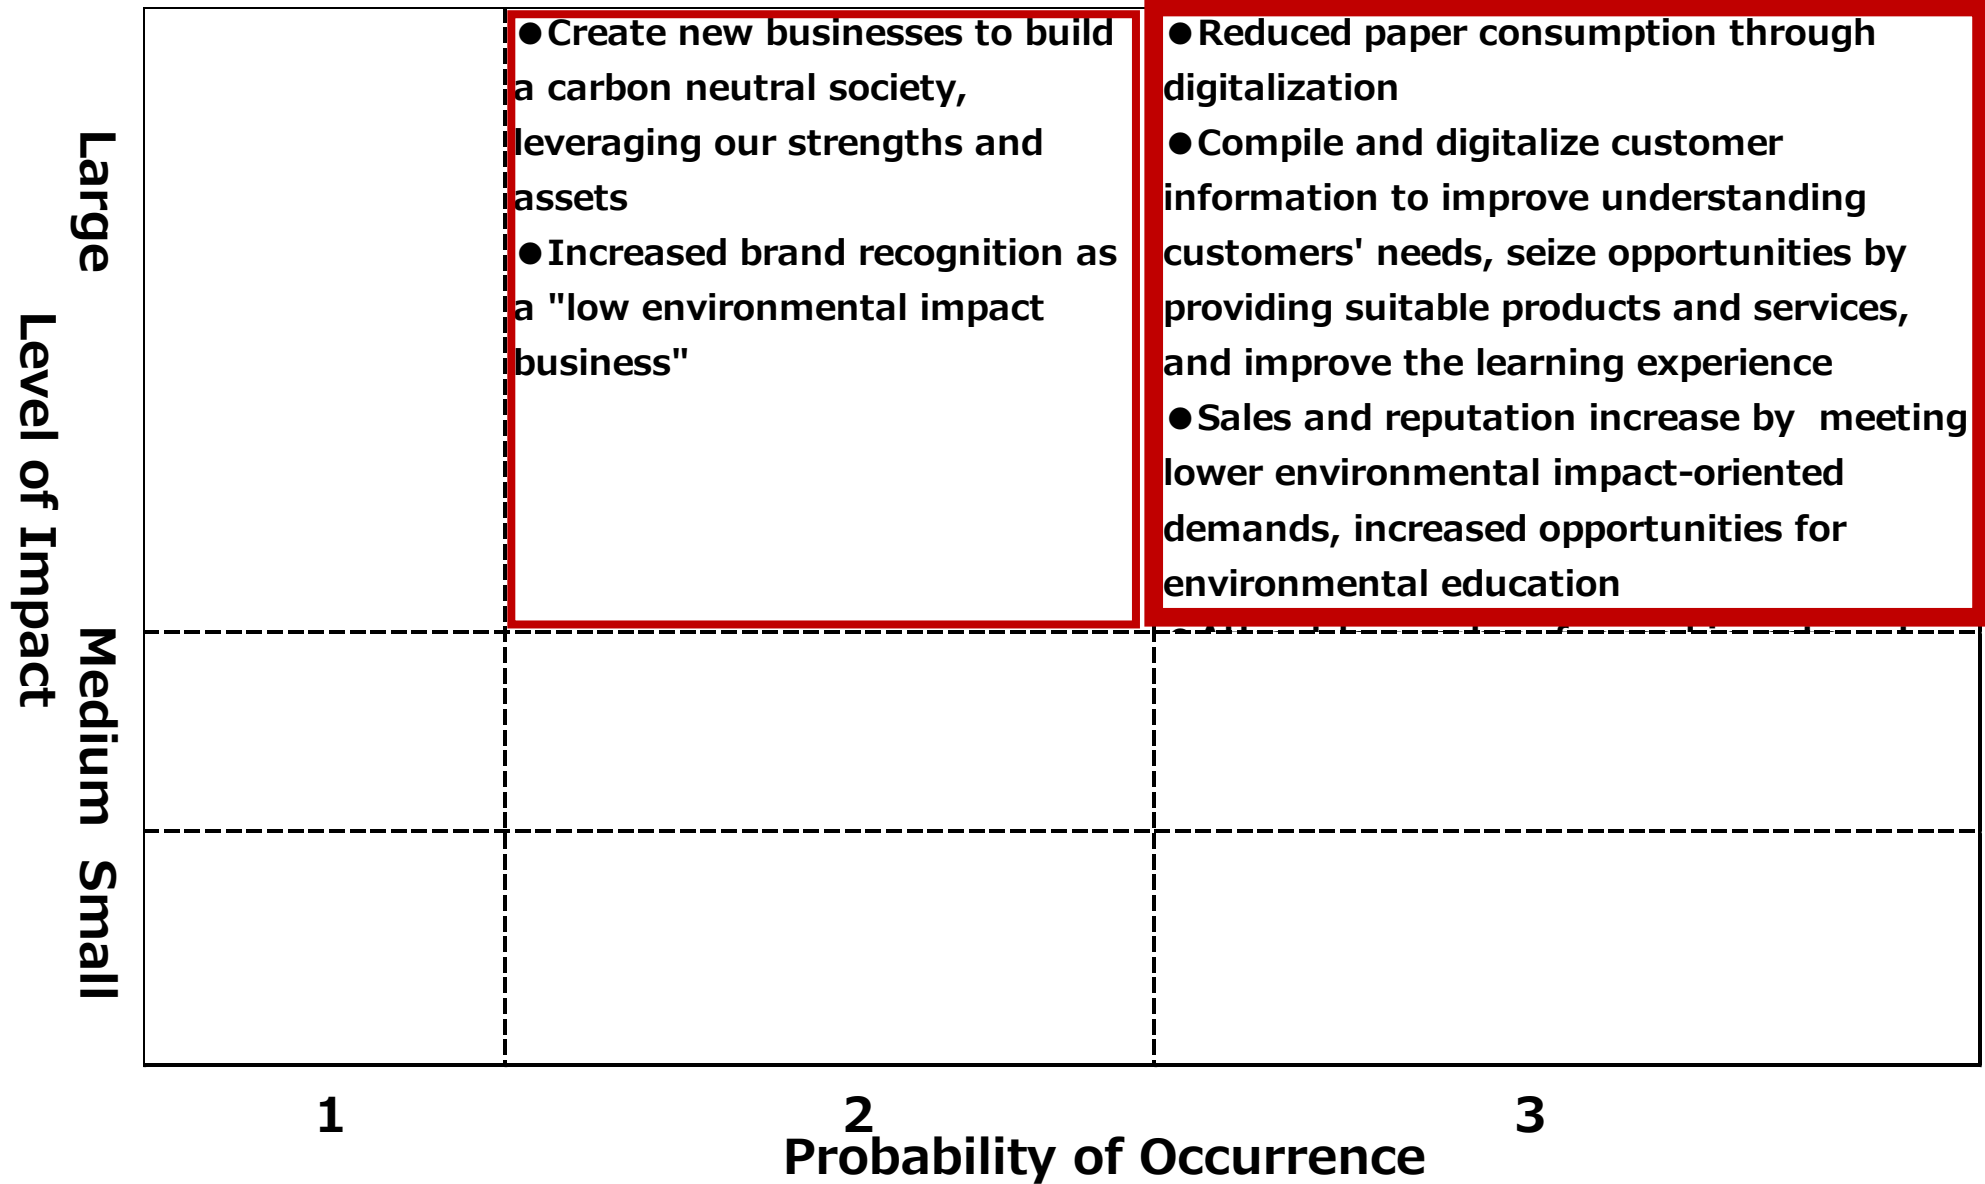 Level of Impact
Large
Medium
Small
●Create new businesses to build
a carbon neutral society,
leveraging our strengths and
assets
●Increased brand recognition as
a "low environmental impact
business"
●Reduced paper consumption through
digitalization
●Compile and digitalize customer
information to improve understanding
customers' needs, seize opportunities by
providing suitable products and services,
and improve the learning experience
●Sales and reputation increase by  meeting
lower environmental impact-oriented
demands, increased opportunities for
environmental education
1
2
3
Probability of Occurrence